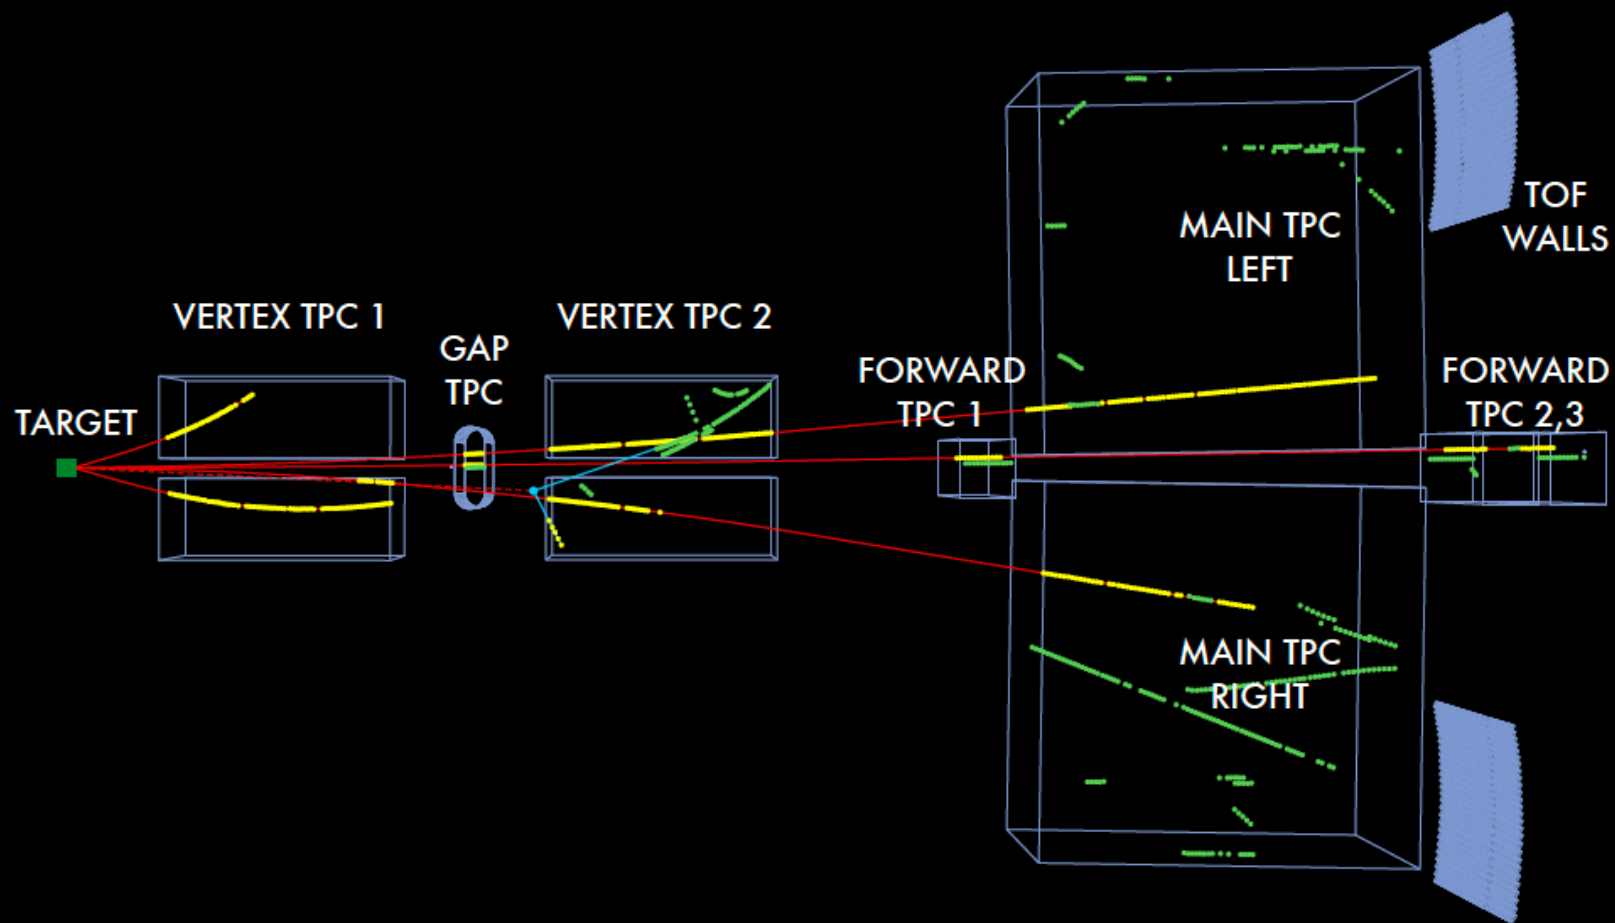 TARGET
VERTEX TPC 1
GAP
TPC
VERTEX TPC 2
FORWARD
TPC 1
MAIN TPC
LEFT
MAIN TPC
RIGHT
FORWARD
TPC 2,3
TOF
WALLS